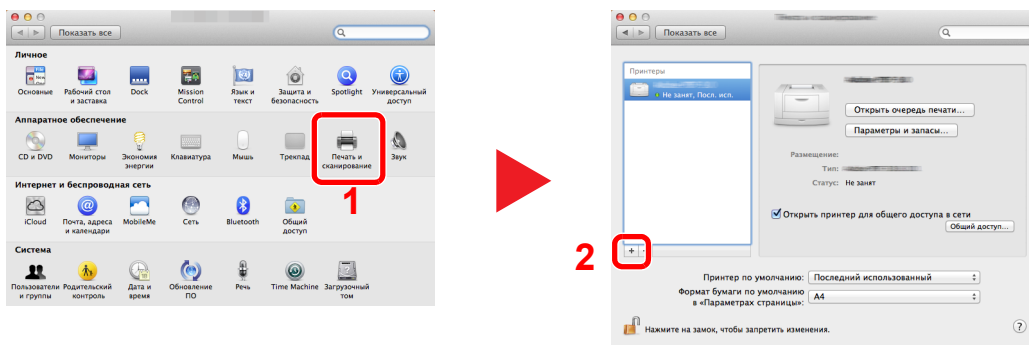 Показать все
Личное
Основные
Рабочий стол
и заставка
Dock
Mission
Control
Язык и
текст
Защита и
безопасность
Spotlight
Универсальный
доступ
Аппаратное обеспечение
CD и DVD
Мониторы
Экономия
энергии
Клавиатура
Мышь
Трекпад
Печать и
сканирование
Звук
1
Интернет и беспроводная сеть
iCloud
Почта, адреса
и календари
MobileMe
Сеть
Bluetooth
Общий
доступ
Система
Пользователи
и группы
Родительский
контроль
Дата и
время
Обновление
ПО
Речь
Time Machine
Загрузочный
том
Показать все
Принтеры
Не занят, Посл. исп.
Открыть очередь печати...
Параметры и запасы...
Размещение:
Тип:
Статус: Не занят
Открыть принтер для общего доступа в сети
Общий доступ...
2
+ -
Принтер по умолчанию: Последний использованный
Формат бумаги по умолчанию
в «Параметрах страницы»: A4
Нажмите на замок, чтобы запретить изменения.
?